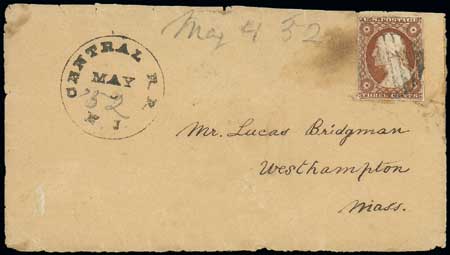 May 4 52
U.S. POSTAGE
THREE CENTS
CENTRAL R.R.
MAY
'52
N.J.
Mr. Lucas Bridgman
Westhampton
Mass.